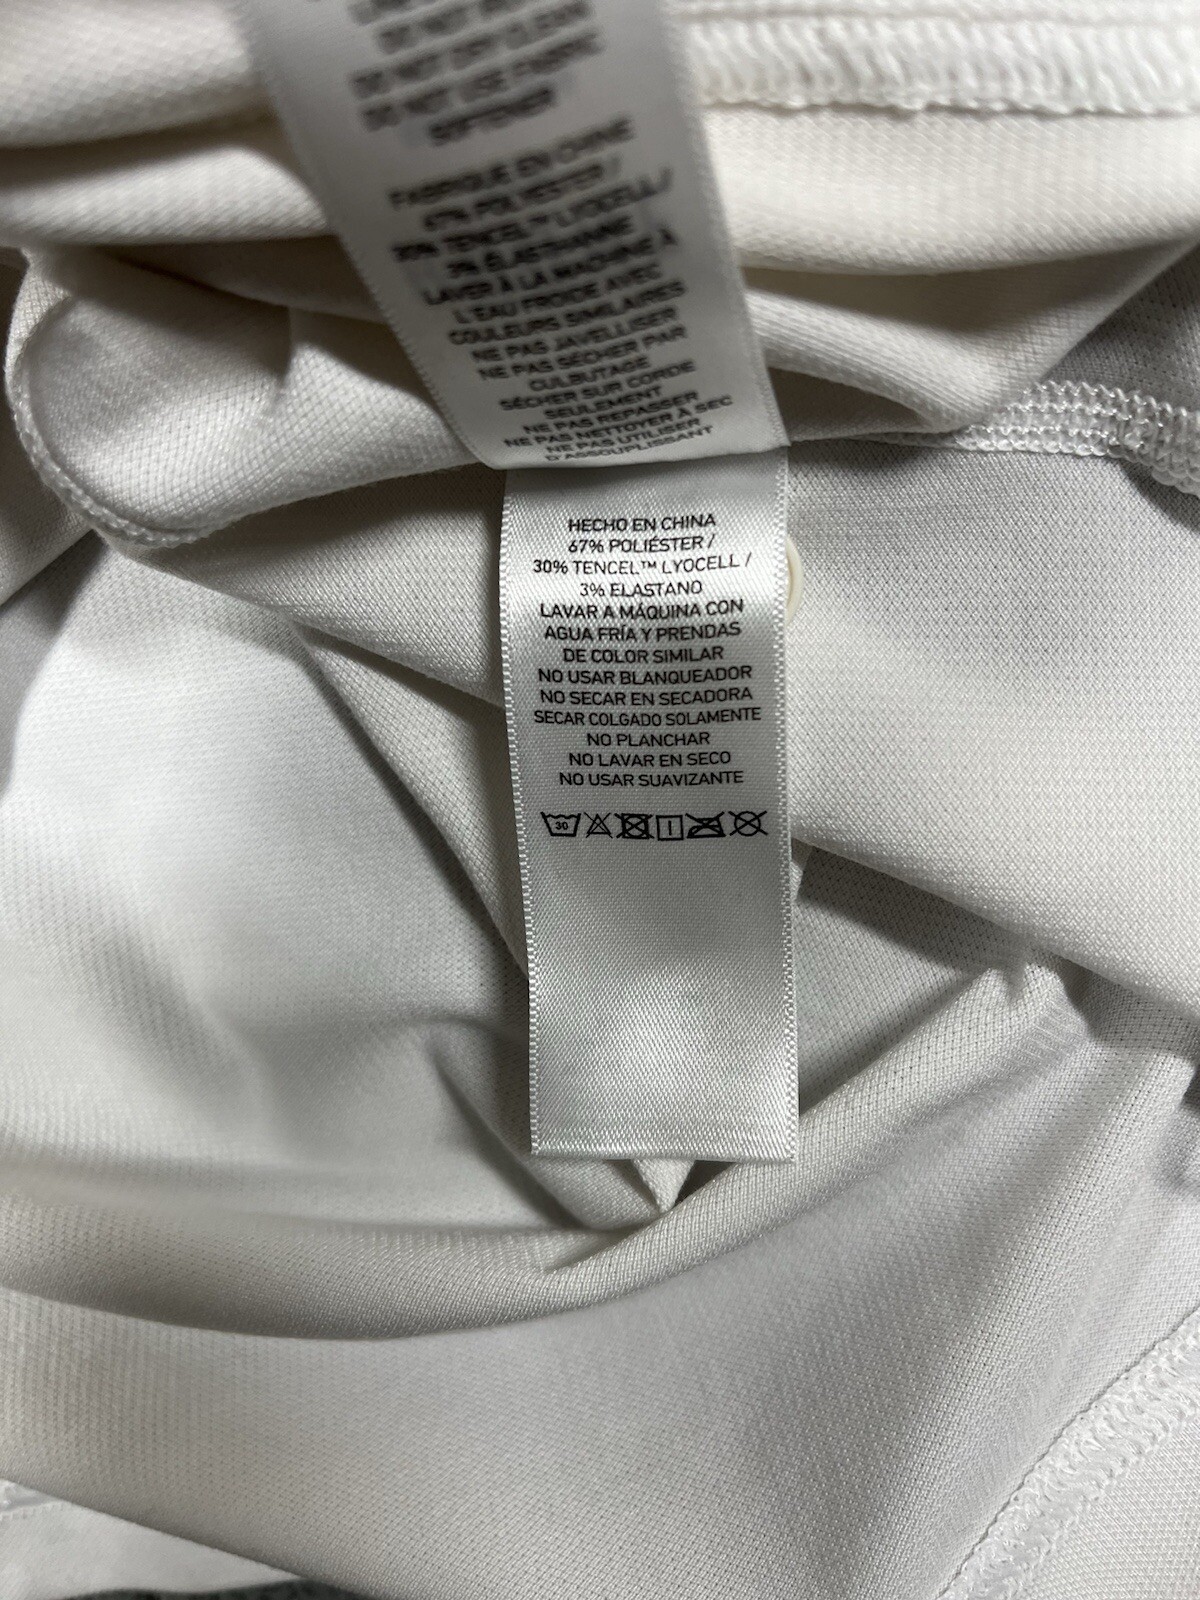 DO NOT DRY CLEAN
DO NOT USE FABRIC
SOFTENER
FABRIQUÉ EN CHINE
67% POLYESTER /
30% TENCEL™ LYOCELL /
3% ÉLASTHANNE
LAVER À LA MACHINE À
L'EAU FROIDE AVEC
COULEURS SIMILAIRES
NE PAS JAVELLISER
NE PAS SÉCHER PAR
CULBUTAGE
SÉCHER SUR CORDE
SEULEMENT
NE PAS REPASSER
NE PAS NETTOYER À SEC
NE PAS UTILISER
D'ASSOUPLISSANT
HECHO EN CHINA
67% POLIÉSTER /
30% TENCEL™ LYOCELL /
3% ELASTANO
LAVAR A MÁQUINA CON
AGUA FRÍA Y PRENDAS
DE COLOR SIMILAR
NO USAR BLANQUEADOR
NO SECAR EN SECADORA
SECAR COLGADO SOLAMENTE
NO PLANCHAR
NO LAVAR EN SECO
NO USAR SUAVIZANTE
30